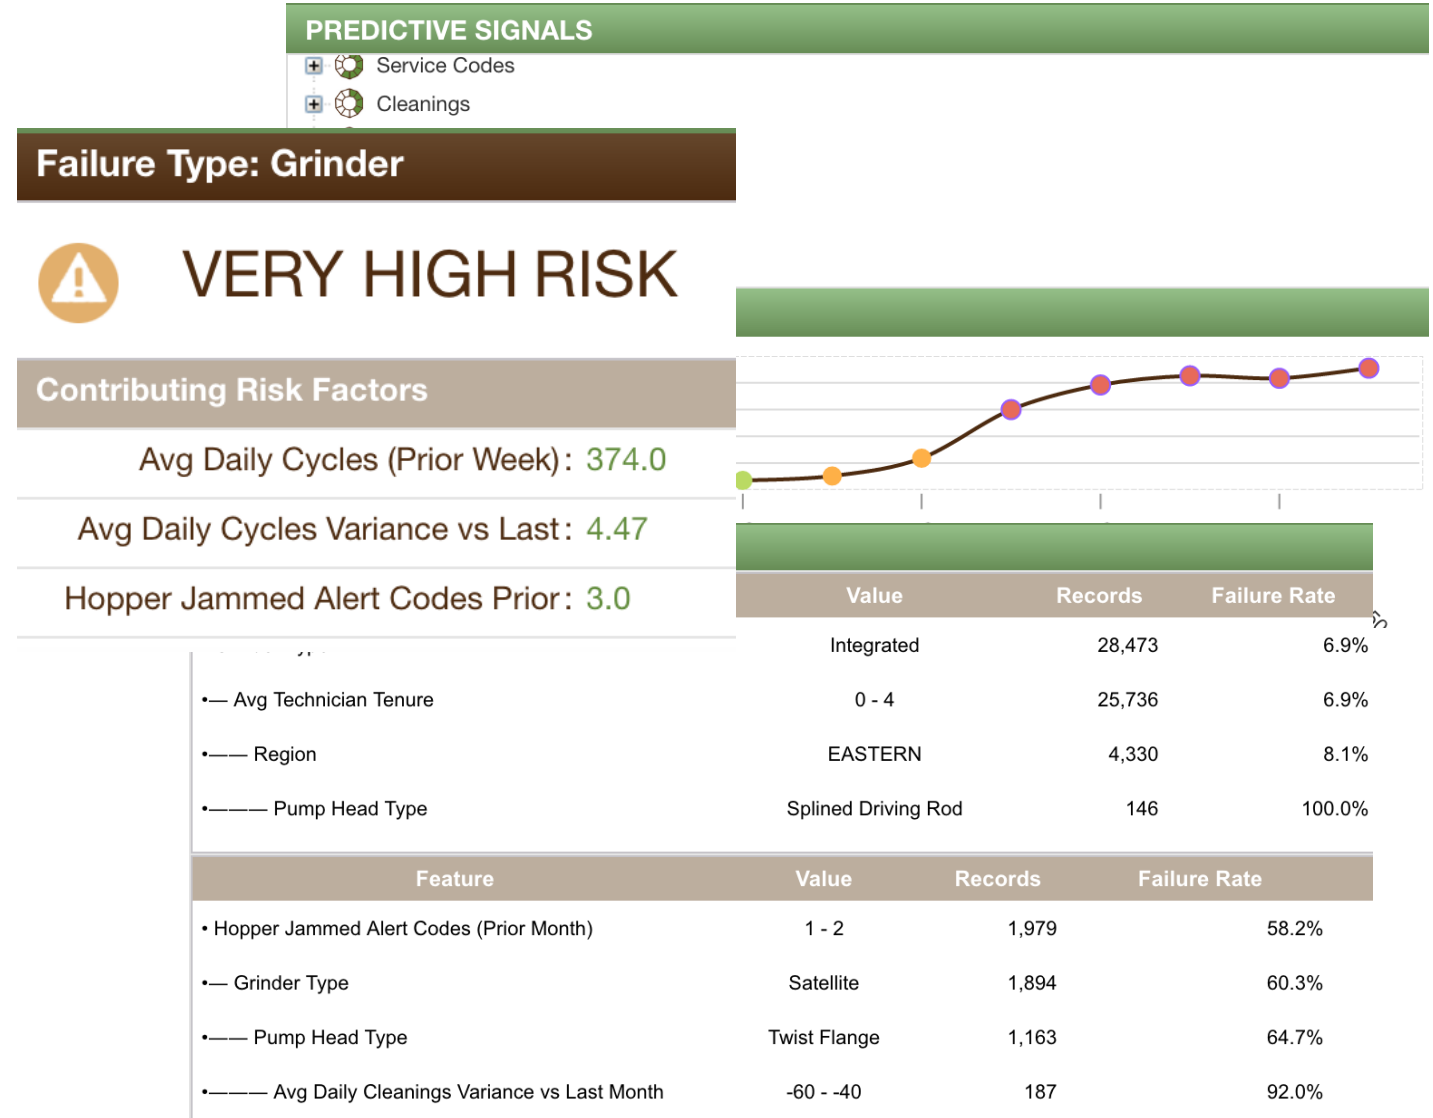 PREDICTIVE SIGNALS
Service Codes
Cleanings
Failure Type: Grinder
VERY HIGH RISK
Contributing Risk Factors
Avg Daily Cycles (Prior Week): 374.0
Avg Daily Cycles Variance vs Last: 4.47
Hopper Jammed Alert Codes Prior: 3.0
Value Records Failure Rate
Integrated 28,473 6.9%
•— Avg Technician Tenure 0 - 4 25,736 6.9%
•—— Region EASTERN 4,330 8.1%
•——— Pump Head Type Splined Driving Rod 146 100.0%
Feature Value Records Failure Rate
• Hopper Jammed Alert Codes (Prior Month) 1 - 2 1,979 58.2%
•— Grinder Type Satellite 1,894 60.3%
•—— Pump Head Type Twist Flange 1,163 64.7%
•——— Avg Daily Cleanings Variance vs Last Month -60 - -40 187 92.0%